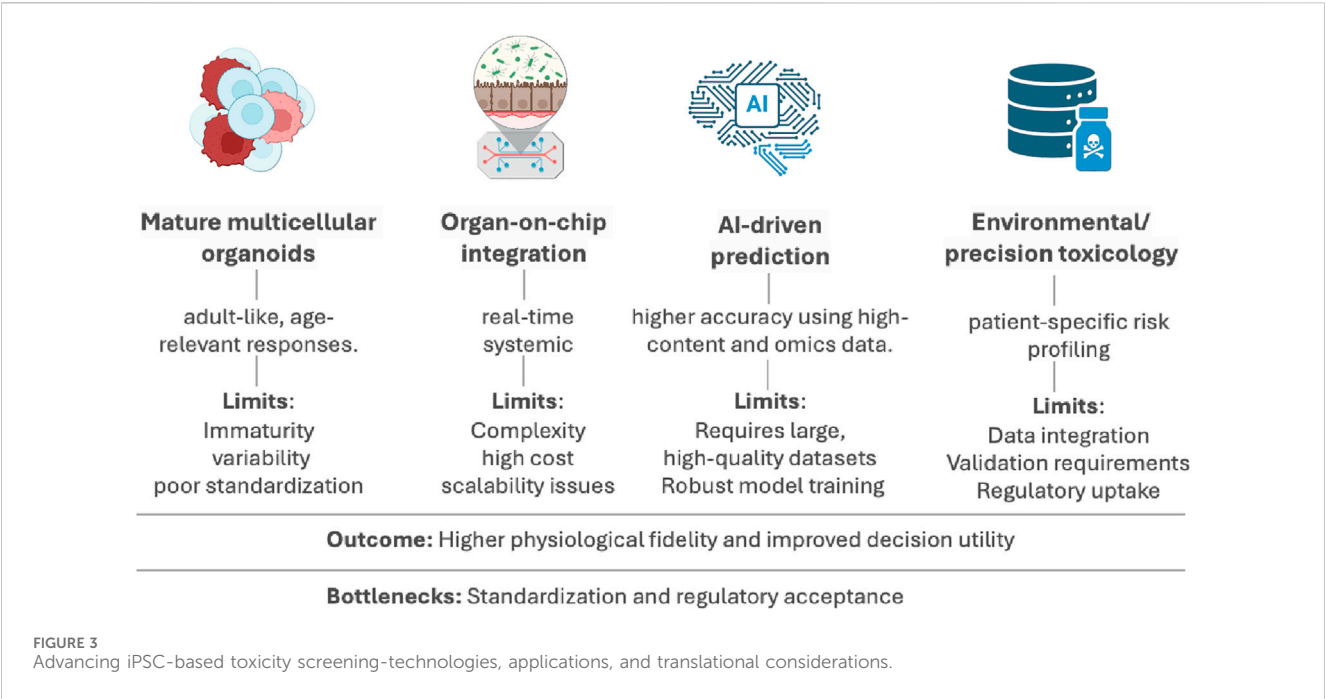 AI
Mature multicellular
organoids
adult-like, age-
relevant responses.
Limits:
Immaturity
variability
poor standardization
Organ-on-chip
integration
real-time
systemic
Limits:
Complexity
high cost
scalability issues
AI-driven
prediction
higher accuracy using high-
content and omics data.
Limits:
Requires large,
high-quality datasets
Robust model training
Environmental/
precision toxicology
patient-specific risk
profiling
Limits:
Data integration
Validation requirements
Regulatory uptake
Outcome: Higher physiological fidelity and improved decision utility
Bottlenecks: Standardization and regulatory acceptance
FIGURE 3
Advancing iPSC-based toxicity screening-technologies, applications, and translational considerations.